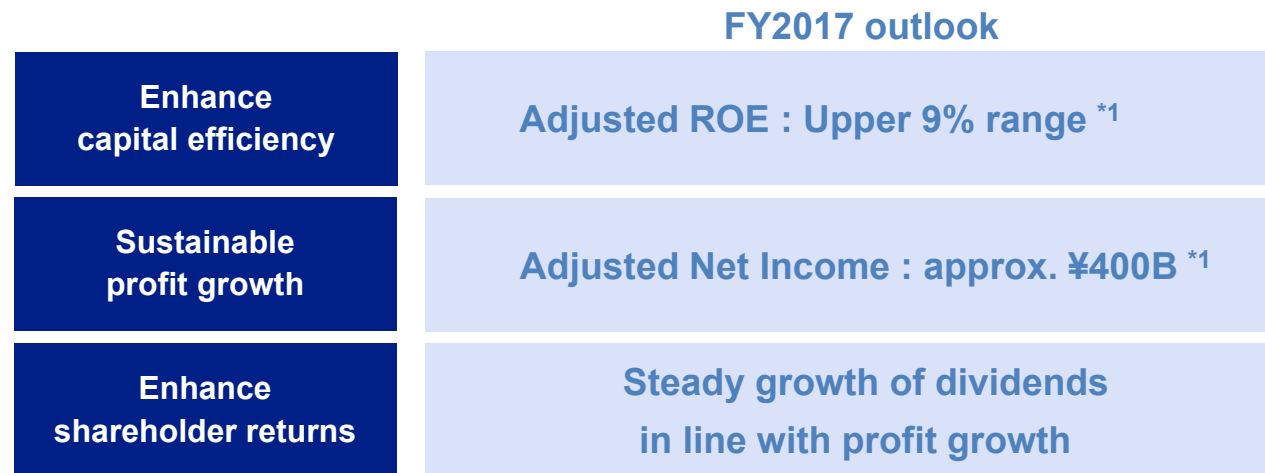 FY2017 outlook
Enhance
capital efficiency
Adjusted ROE : Upper 9% range *1
Sustainable
profit growth
Adjusted Net Income : approx. ¥400B *1
Enhance
shareholder returns
Steady growth of dividends
in line with profit growth